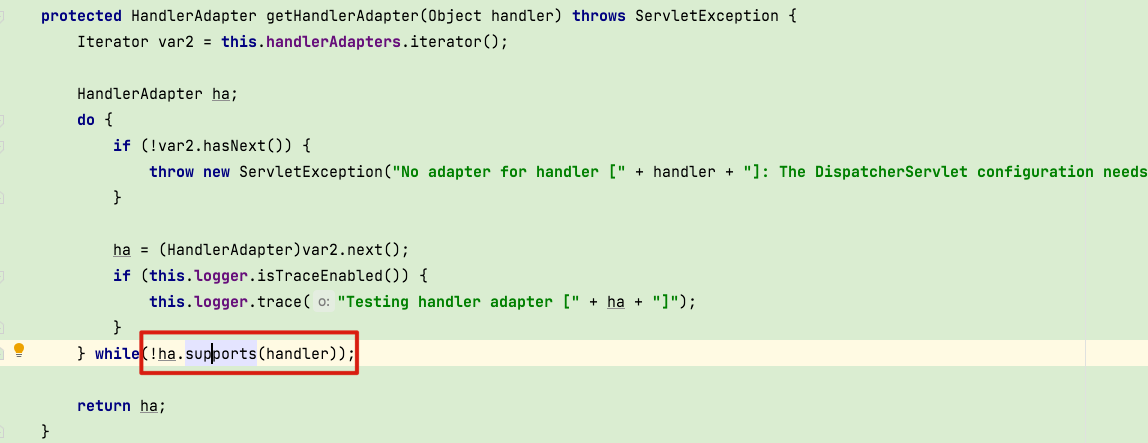 protected HandlerAdapter getHandlerAdapter(Object handler) throws ServletException {
Iterator var2 = this.handlerAdapters.iterator();
HandlerAdapter ha;
do {
if (!var2.hasNext()) {
throw new ServletException("No adapter for handler [" + handler + "]: The DispatcherServlet configuration needs
}
ha = (HandlerAdapter)var2.next();
if (this.logger.isTraceEnabled()) {
this.logger.trace( o: "Testing handler adapter [" + ha + "]");
}
} while(!ha.supports(handler));
return ha;
}